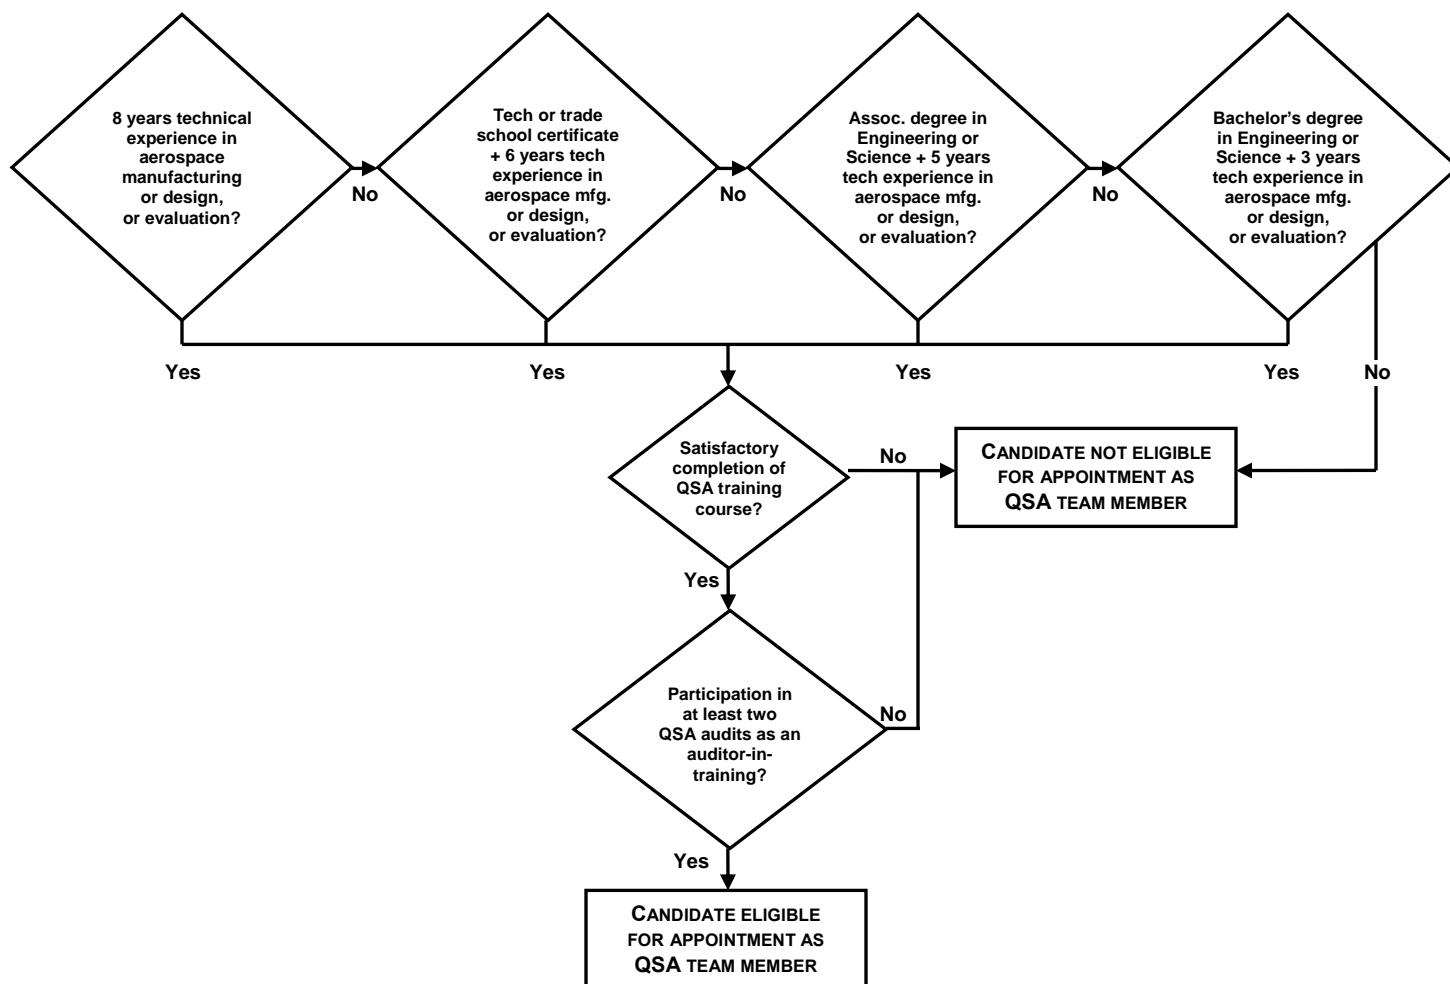 8 years technical
experience in
aerospace
manufacturing
or design,
or evaluation?
No
Tech or trade
school certificate
+ 6 years tech
experience in
aerospace mfg.
or design,
or evaluation?
No
Assoc. degree in
Engineering or
Science + 5 years
tech experience in
aerospace mfg.
or design,
or evaluation?
No
Bachelor’s degree
in Engineering or
Science + 3 years
tech experience in
aerospace mfg.
or design,
or evaluation?
Yes
Yes
Yes
Yes
No
Satisfactory
completion of
QSA training
course?
No
CANDIDATE NOT ELIGIBLE
FOR APPOINTMENT AS
QSA TEAM MEMBER
Yes
Participation in
at least two
QSA audits as an
auditor-in-
training?
No
Yes
CANDIDATE ELIGIBLE
FOR APPOINTMENT AS
QSA TEAM MEMBER